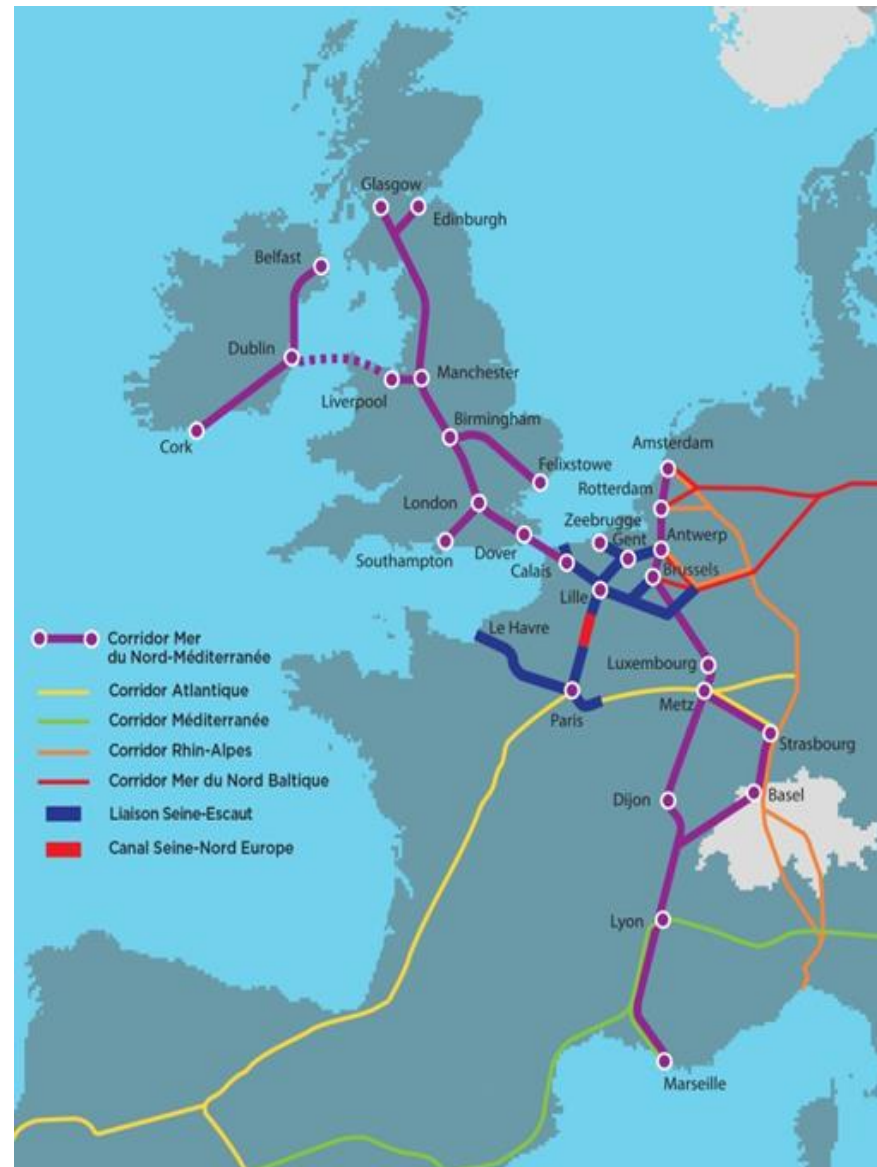 Glasgow
Edinburgh
Belfast
Dublin
Manchester
Liverpool
Birmingham
Cork
Amsterdam
Felixstowe
Rotterdam
London
Zeebrugge
Gent
Antwerp
Southampton
Dover
Calais
Brussels
Lille
Le Havre
Luxembourg
Paris
Metz
Strasbourg
Dijon
Basel
Lyon
Marseille
Corridor Mer
du Nord-Méditerranée
Corridor Atlantique
Corridor Méditerranée
Corridor Rhin-Alpes
Corridor Mer du Nord Baltique
Liaison Seine-Escaut
Canal Seine-Nord Europe